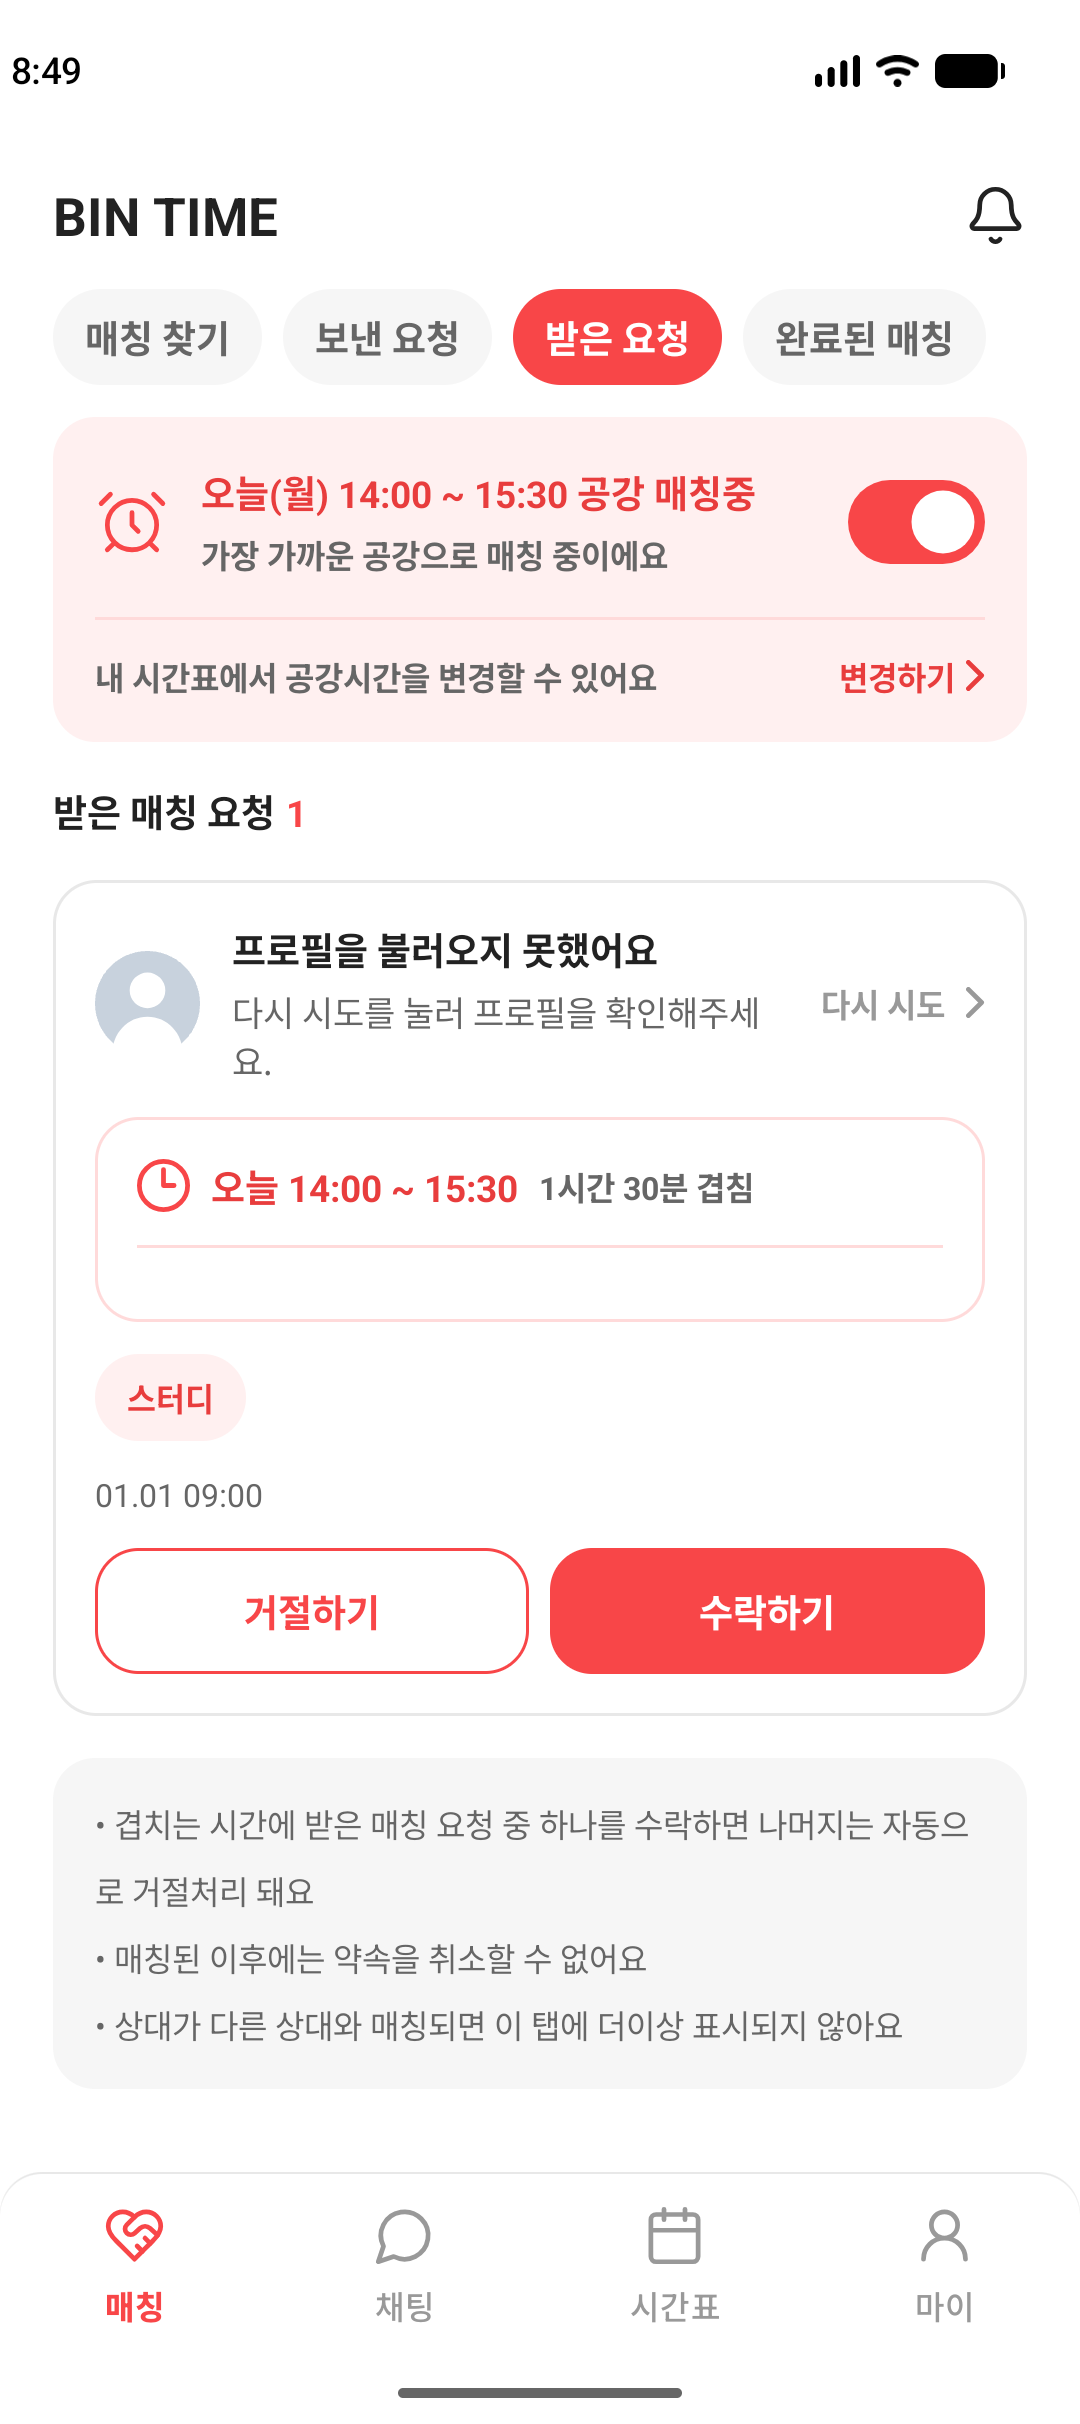 8:49
BIN TIME
매칭 찾기
보낸 요청
받은 요청
완료된 매칭
오늘(월) 14:00 ~ 15:30 공강 매칭중
가장 가까운 공강으로 매칭 중이에요
내 시간표에서 공강시간을 변경할 수 있어요
변경하기
받은 매칭 요청 1
프로필을 불러오지 못했어요
다시 시도를 눌러 프로필을 확인해주세
요.
다시 시도
오늘 14:00 ~ 15:30 1시간 30분 겹침
스터디
01.01 09:00
거절하기
수락하기
• 겹치는 시간에 받은 매칭 요청 중 하나를 수락하면 나머지는 자동으
로 거절처리 돼요
• 매칭된 이후에는 약속을 취소할 수 없어요
• 상대가 다른 상대와 매칭되면 이 탭에 더이상 표시되지 않아요
매칭
채팅
시간표
마이